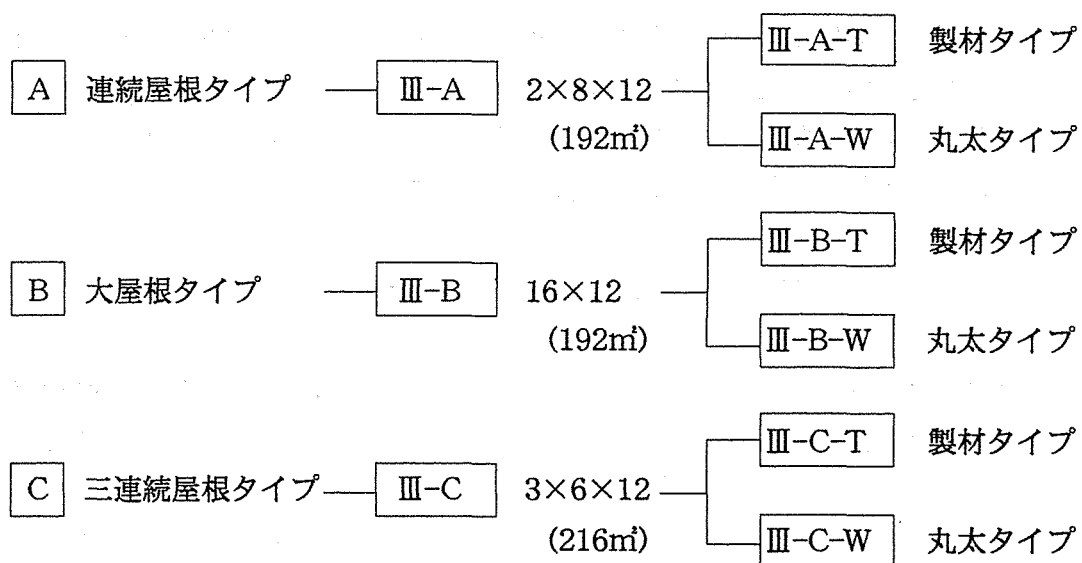 Ⅲ-A-T 製材タイプ
A 連続屋根タイプ Ⅲ-A 2×8×12
(192㎡)
Ⅲ-A-W 丸太タイプ
Ⅲ-B-T 製材タイプ
B 大屋根タイプ Ⅲ-B 16×12
(192㎡)
Ⅲ-B-W 丸太タイプ
Ⅲ-C-T 製材タイプ
C 三連続屋根タイプ Ⅲ-C 3×6×12
(216㎡)
Ⅲ-C-W 丸太タイプ